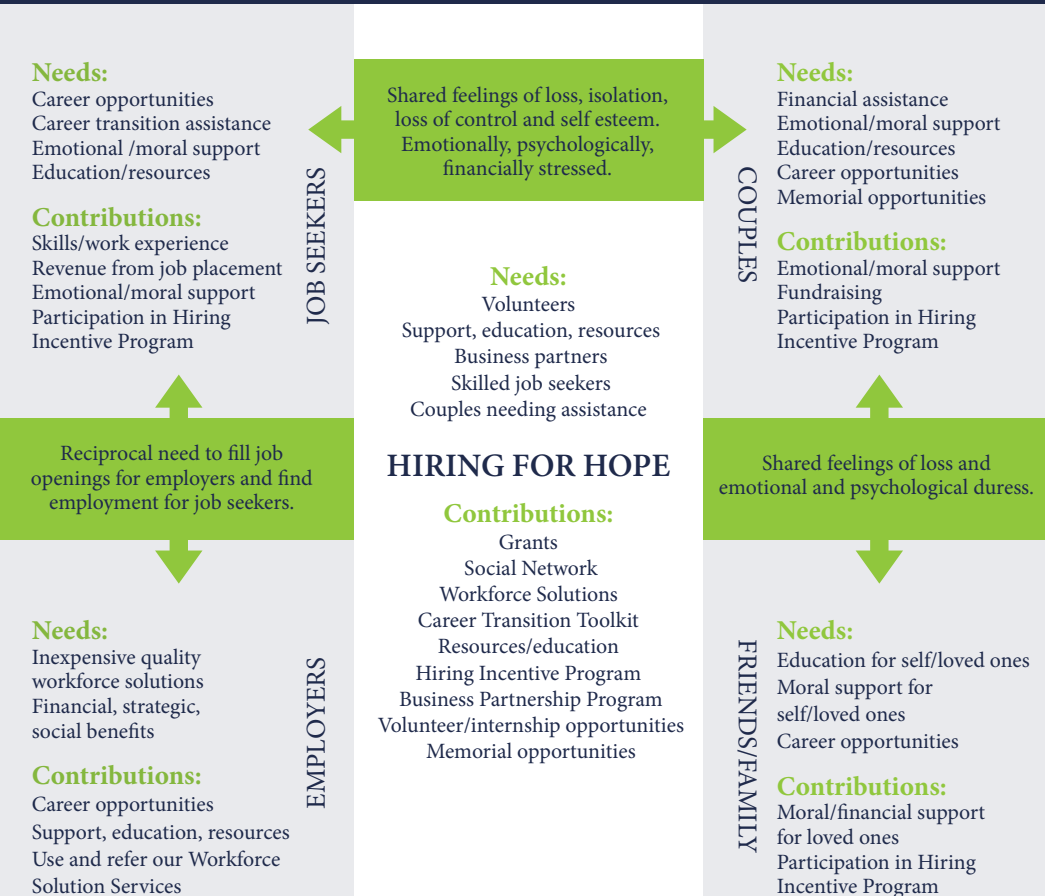 Needs:
Career opportunities
Career transition assistance
Emotional /moral support
Education/resources
Contributions:
Skills/work experience
Revenue from job placement
Emotional/moral support
Participation in Hiring
Incentive Program
JOB SEEKERS
Shared feelings of loss, isolation,
loss of control and self esteem.
Emotionally, psychologically,
financially stressed.
COUPLES
Needs:
Financial assistance
Emotional/moral support
Education/resources
Career opportunities
Memorial opportunities
Contributions:
Emotional/moral support
Fundraising
Participation in Hiring
Incentive Program
Reciprocal need to fill job
openings for employers and find
employment for job seekers.
Needs:
Volunteers
Support, education, resources
Business partners
Skilled job seekers
Couples needing assistance
HIRING FOR HOPE
Contributions:
Grants
Social Network
Workforce Solutions
Career Transition Toolkit
Resources/education
Hiring Incentive Program
Business Partnership Program
Volunteer/internship opportunities
Memorial opportunities
Shared feelings of loss and
emotional and psychological duress.
Needs:
Inexpensive quality
workforce solutions
Financial, strategic,
social benefits
Contributions:
Career opportunities
Support, education, resources
Use and refer our Workforce
Solution Services
EMPLOYERS
FRIENDS/FAMILY
Needs:
Education for self/loved ones
Moral support for
self/loved ones
Career opportunities
Contributions:
Moral/financial support
for loved ones
Participation in Hiring
Incentive Program